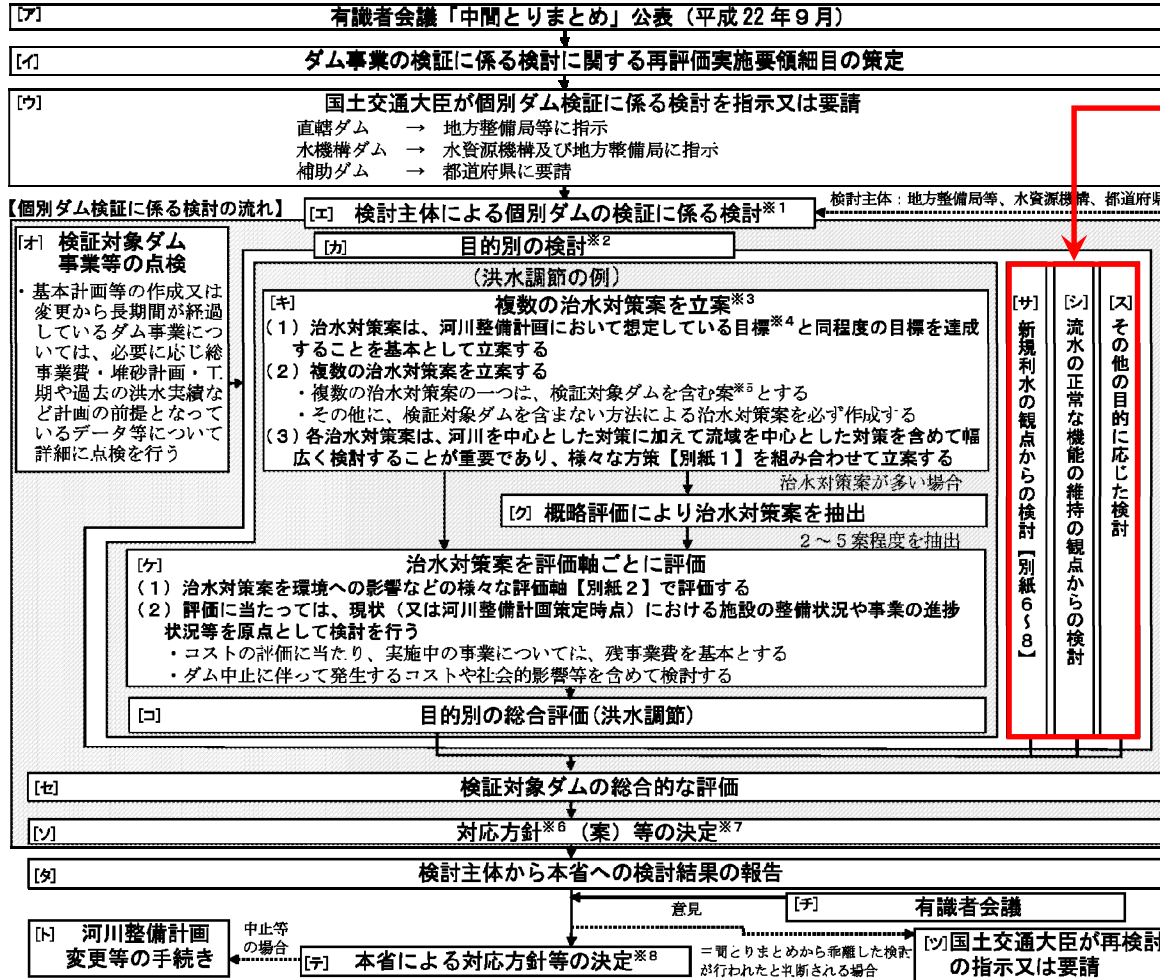 [ア] 有識者会議「中間とりまとめ」公表（平成22年９月）
[イ] ダム事業の検証に係る検討に関する再評価実施要領細目の策定
[ウ] 国土交通大臣が個別ダム検証に係る検討を指示又は要請
直轄ダム → 地方整備局等に指示
水機構ダム → 水資源機構及び地方整備局に指示
補助ダム → 都道府県に要請
【個別ダム検証に係る検討の流れ】
[エ] 検討主体による個別ダムの検証に係る検討※1
検討主体：地方整備局等、水資源機構、都道府県
[オ] 検証対象ダム
事業等の点検
・基本計画等の作成又は
変更から長期間が経過
しているダム事業につ
いては、必要に応じ総
事業費・堆砂計画・工
期や過去の洪水実績な
ど計画の前提となって
いるデータ等について
詳細に点検を行う
[カ] 目的別の検討※2
(洪水調節の例)
[キ] 複数の治水対策案を立案※3
（１）治水対策案は、河川整備計画において想定している目標※4と同程度の目標を達成
することを基本として立案する
（２）複数の治水対策案を立案する
・複数の治水対策案の一つは、検証対象ダムを含む案※5とする
・その他に、検証対象ダムを含まない方法による治水対策案を必ず作成する
（３）各治水対策案は、河川を中心とした対策に加えて流域を中心とした対策を含めて幅
広く検討することが重要であり、様々な方策【別紙１】を組み合わせて立案する
治水対策案が多い場合
[ク] 概略評価により治水対策案を抽出
２～５案程度を抽出
[ケ] 治水対策案を評価軸ごとに評価
（１）治水対策案を環境への影響などの様々な評価軸【別紙２】で評価する
（２）評価に当たっては、現状（又は河川整備計画策定時点）における施設の整備状況や事業の進捗
状況等を原点として検討を行う
・コストの評価に当たり、実施中の事業については、残事業費を基本とする
・ダム中止に伴って発生するコストや社会的影響等を含めて検討する
[コ] 目的別の総合評価(洪水調節)
[サ] 新規利水の観点からの検討【別紙６～８】
[シ] 流水の正常な機能の維持の観点からの検討
[ス] その他の目的に応じた検討
[セ] 検証対象ダムの総合的な評価
[ソ] 対応方針※6（案）等の決定※7
[タ] 検討主体から本省への検討結果の報告
意見
[チ] 有識者会議
[ト] 河川整備計画
変更等の手続き
中止等
の場合
[テ] 本省による対応方針等の決定※8
間とりまとめから乖離した検討
が行われたと判断される場合
[ツ]国土交通大臣が再検討
の指示又は要請